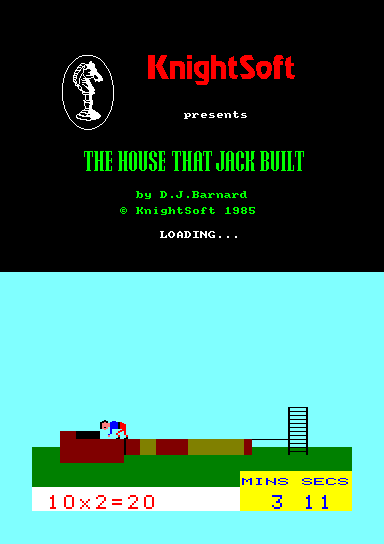 KnightSoft
presents
THE HOUSE THAT JACK BUILT
by D.J.Barnard
© KnightSoft 1985
LOADING...
MINS SECS
10x2=20 3 11